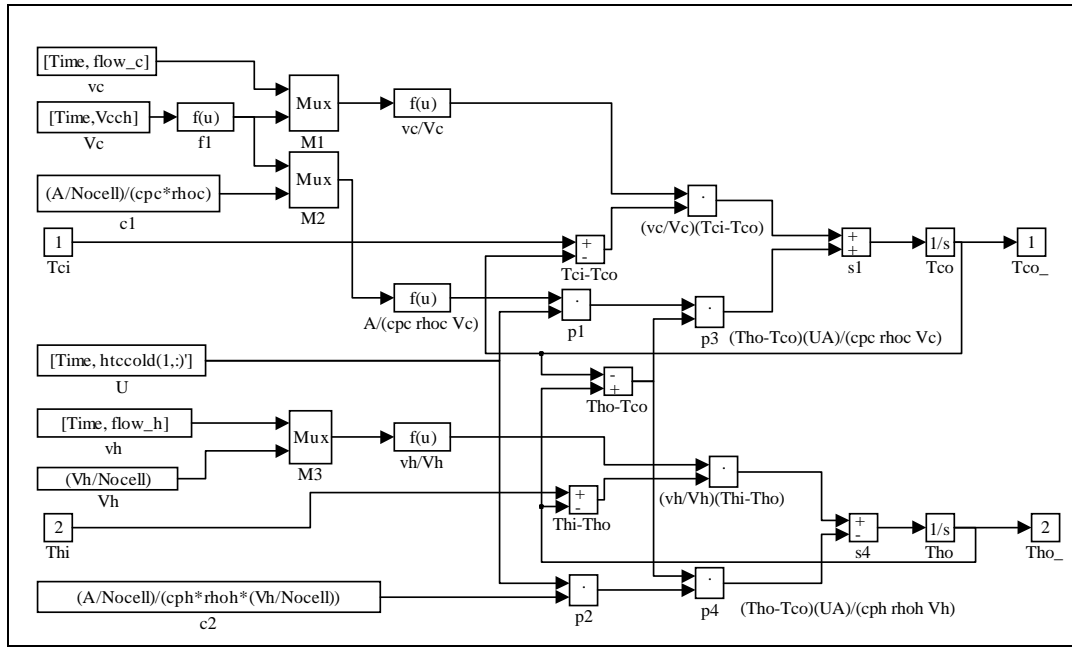 [Time, flow_c]
vc
Mux
M1
f(u)
vc/Vc
[Time,Vcch]
Vc
f(u)
f1
Mux
M2
(A/Nocell)/(cpc*rhoc)
c1
.
(vc/Vc)(Tci-Tco)
1
Tci
+
-
Tci-Tco
+
+
s1
1/s
Tco
1
Tco_
f(u)
A/(cpc rhoc Vc)
.
p1
.
p3
(Tho-Tco)(UA)/(cpc rhoc Vc)
[Time, htccold(1,:)']
U
-
+
Tho-Tco
[Time, flow_h]
vh
Mux
M3
f(u)
vh/Vh
(Vh/Nocell)
Vh
.
(vh/Vh)(Thi-Tho)
2
Thi
+
-
Thi-Tho
+
-
s4
1/s
Tho
2
Tho_
(A/Nocell)/(cph*rhoh*(Vh/Nocell))
c2
.
p2
.
p4
(Tho-Tco)(UA)/(cph rhoh Vh)